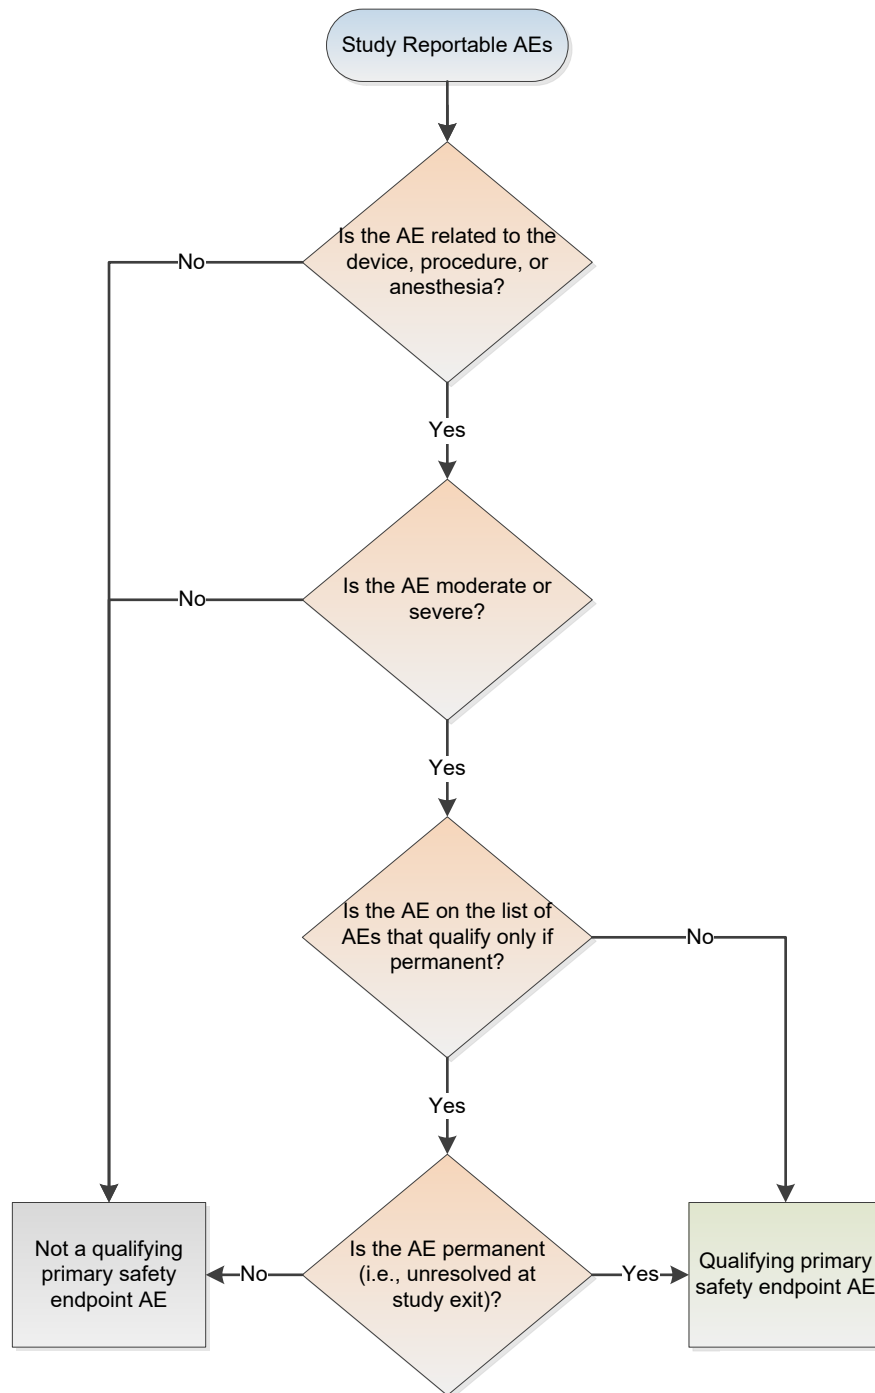 Study Reportable AEs
Is the AE related to the
device, procedure, or
anesthesia?
No
Yes
Is the AE moderate or
severe?
No
Yes
Is the AE on the list of
AEs that qualify only if
permanent?
No
Yes
Not a qualifying
primary safety
endpoint AE
No
Is the AE permanent
(i.e., unresolved at
study exit)?
Yes
Qualifying primary
safety endpoint AE